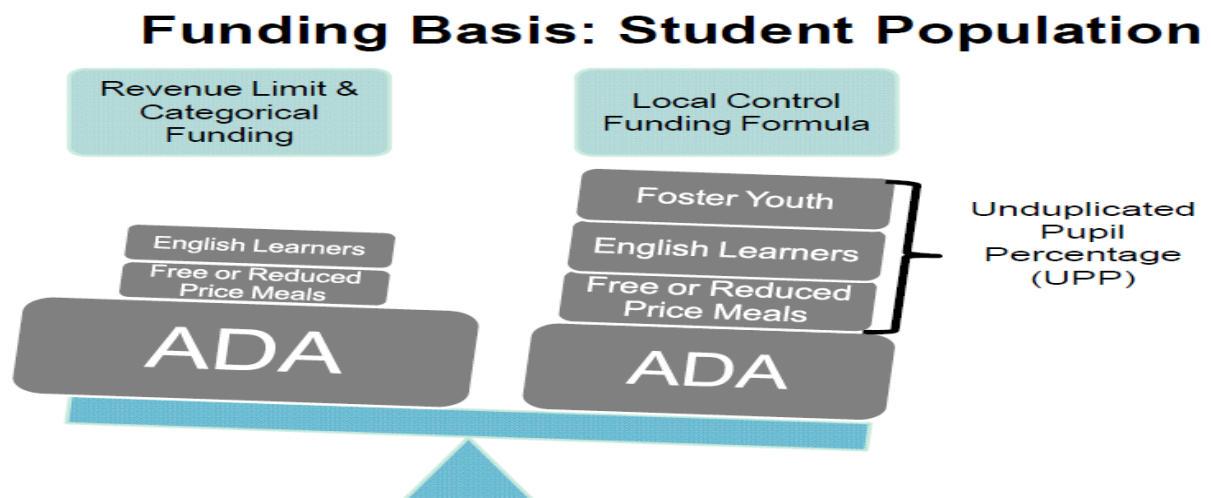 Funding Basis: Student Population
Revenue Limit &
Categorical
Funding
English Learners
Free or Reduced
Price Meals
ADA
Local Control
Funding Formula
Foster Youth
English Learners
Free or Reduced
Price Meals
ADA
Unduplicated
Pupil
Percentage
(UPP)